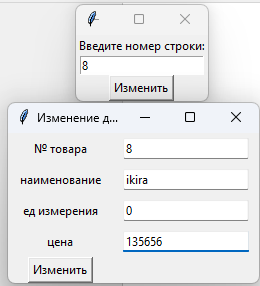 Введите номер строки:
8
Изменить
Изменение д...
№ товара 8
наименование ikira
ед измерения 0
цена 135656
Изменить